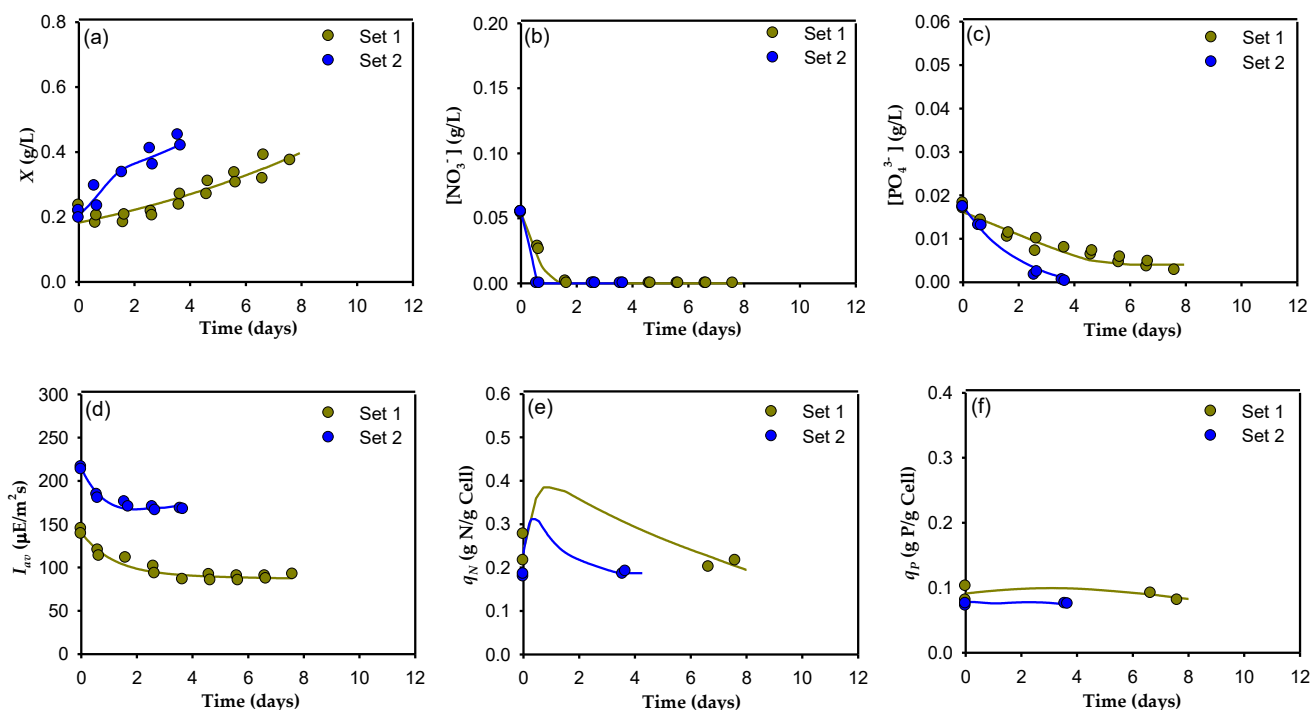 (a)
Set 1
Set 2
X (g/L)
0.8
0.6
0.4
0.2
0.0
0 2 4 6 8 10 12
Time (days)
(b)
Set 1
Set 2
[NO₃⁻] (g/L)
0.20
0.15
0.10
0.05
0.00
0 2 4 6 8 10 12
Time (days)
(c)
Set 1
Set 2
[PO₄³⁻] (g/L)
0.06
0.05
0.04
0.03
0.02
0.01
0.00
0 2 4 6 8 10 12
Time (days)
(d)
Set 1
Set 2
I_av (µE/m²s)
300
250
200
150
100
50
0
0 2 4 6 8 10 12
Time (days)
(e)
Set 1
Set 2
q_N (g N/g Cell)
0.6
0.5
0.4
0.3
0.2
0.1
0.0
0 2 4 6 8 10 12
Time (days)
(f)
Set 1
Set 2
q_P (g P/g Cell)
0.4
0.3
0.2
0.1
0.0
0 2 4 6 8 10 12
Time (days)